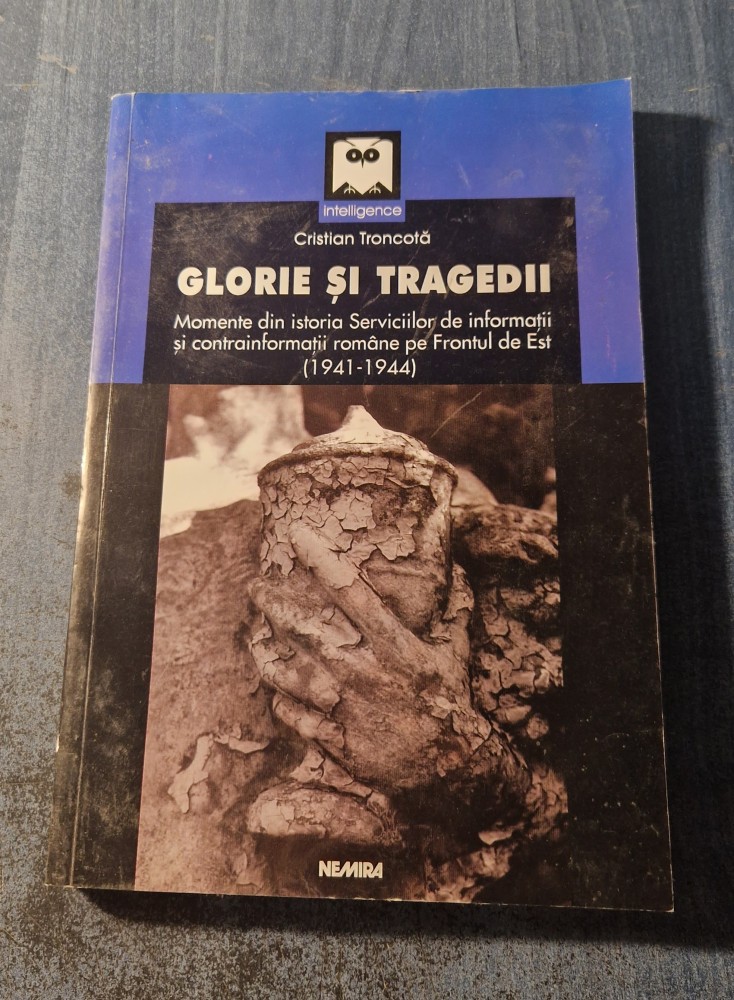 intelligence
Cristian Troncotă
GLORIE ȘI TRAGEDII
Momente din istoria Serviciilor de informații
și contrainformații române pe Frontul de Est
(1941-1944)
NEMIRA